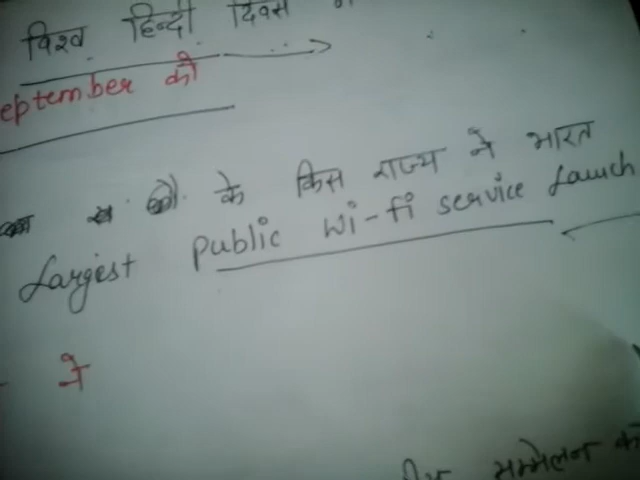 विश्व हिन्दी दिवस
eptember को
के किस राज्य ने भारत
Largest public Wi-fi service Launch
ने
सम्मेलन को